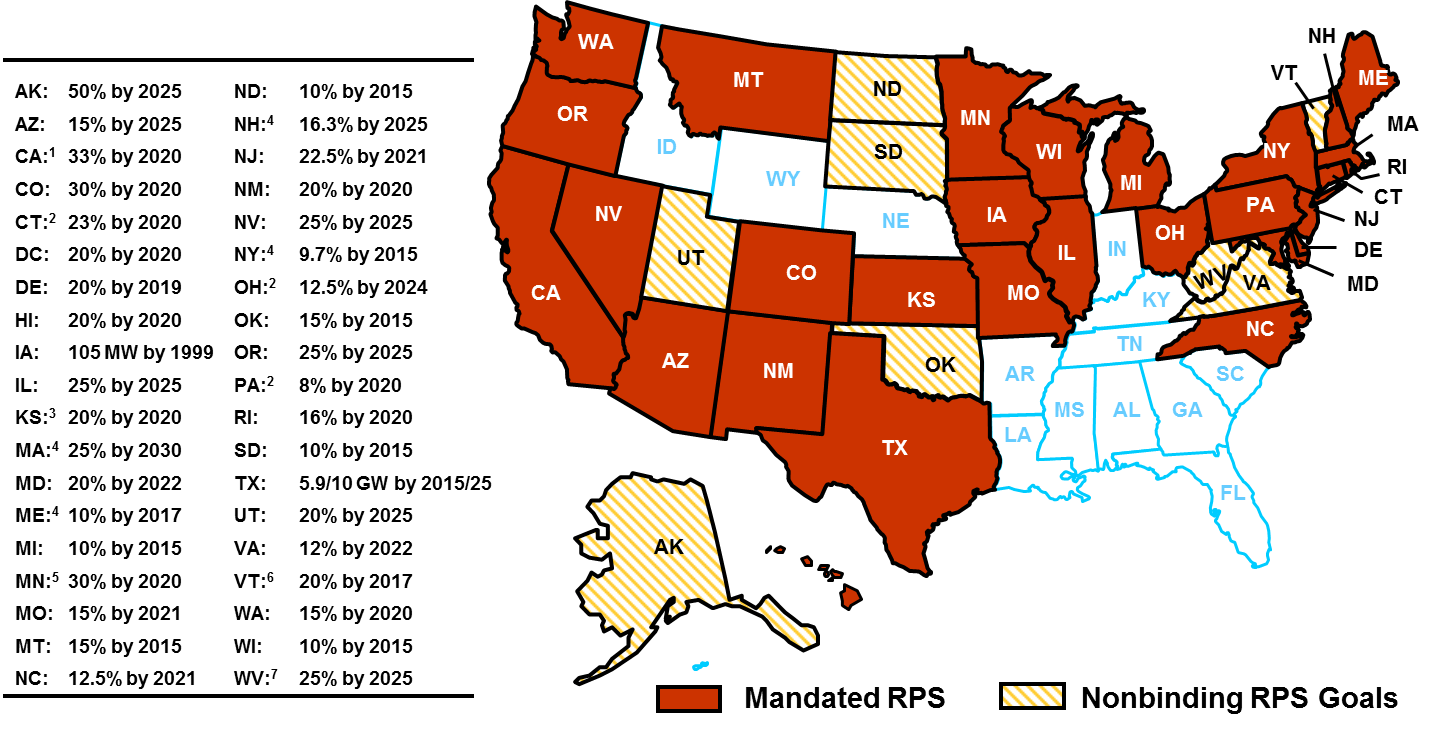 AK: 50% by 2025
AZ: 15% by 2025
CA:¹ 33% by 2020
CO: 30% by 2020
CT:² 23% by 2020
DC: 20% by 2020
DE: 20% by 2019
HI: 20% by 2020
IA: 105 MW by 1999
IL: 25% by 2025
KS:³ 20% by 2020
MA:⁴ 25% by 2030
MD: 20% by 2022
ME:⁴ 10% by 2017
MI: 10% by 2015
MN:⁵ 30% by 2020
MO: 15% by 2021
MT: 15% by 2015
NC: 12.5% by 2021
ND: 10% by 2015
NH:⁴ 16.3% by 2025
NJ: 22.5% by 2021
NM: 20% by 2020
NV: 25% by 2025
NY:⁴ 9.7% by 2015
OH:² 12.5% by 2024
OK: 15% by 2015
OR: 25% by 2025
PA:² 8% by 2020
RI: 16% by 2020
SD: 10% by 2015
TX: 5.9/10 GW by 2015/25
UT: 20% by 2025
VA: 12% by 2022
VT:⁶ 20% by 2017
WA: 15% by 2020
WI: 10% by 2015
WV:⁷ 25% by 2025
WA
MT
ND
MN
OR
ID
WY
SD
WI
MI
NH
VT
ME
MA
NY
RI
CT
NJ
PA
DE
MD
NV
UT
CO
NE
IA
IL
IN
OH
WV
VA
KY
CA
KS
MO
NC
TN
AZ
NM
OK
AR
SC
MS
AL
GA
LA
TX
FL
AK
Mandated RPS
Nonbinding RPS Goals